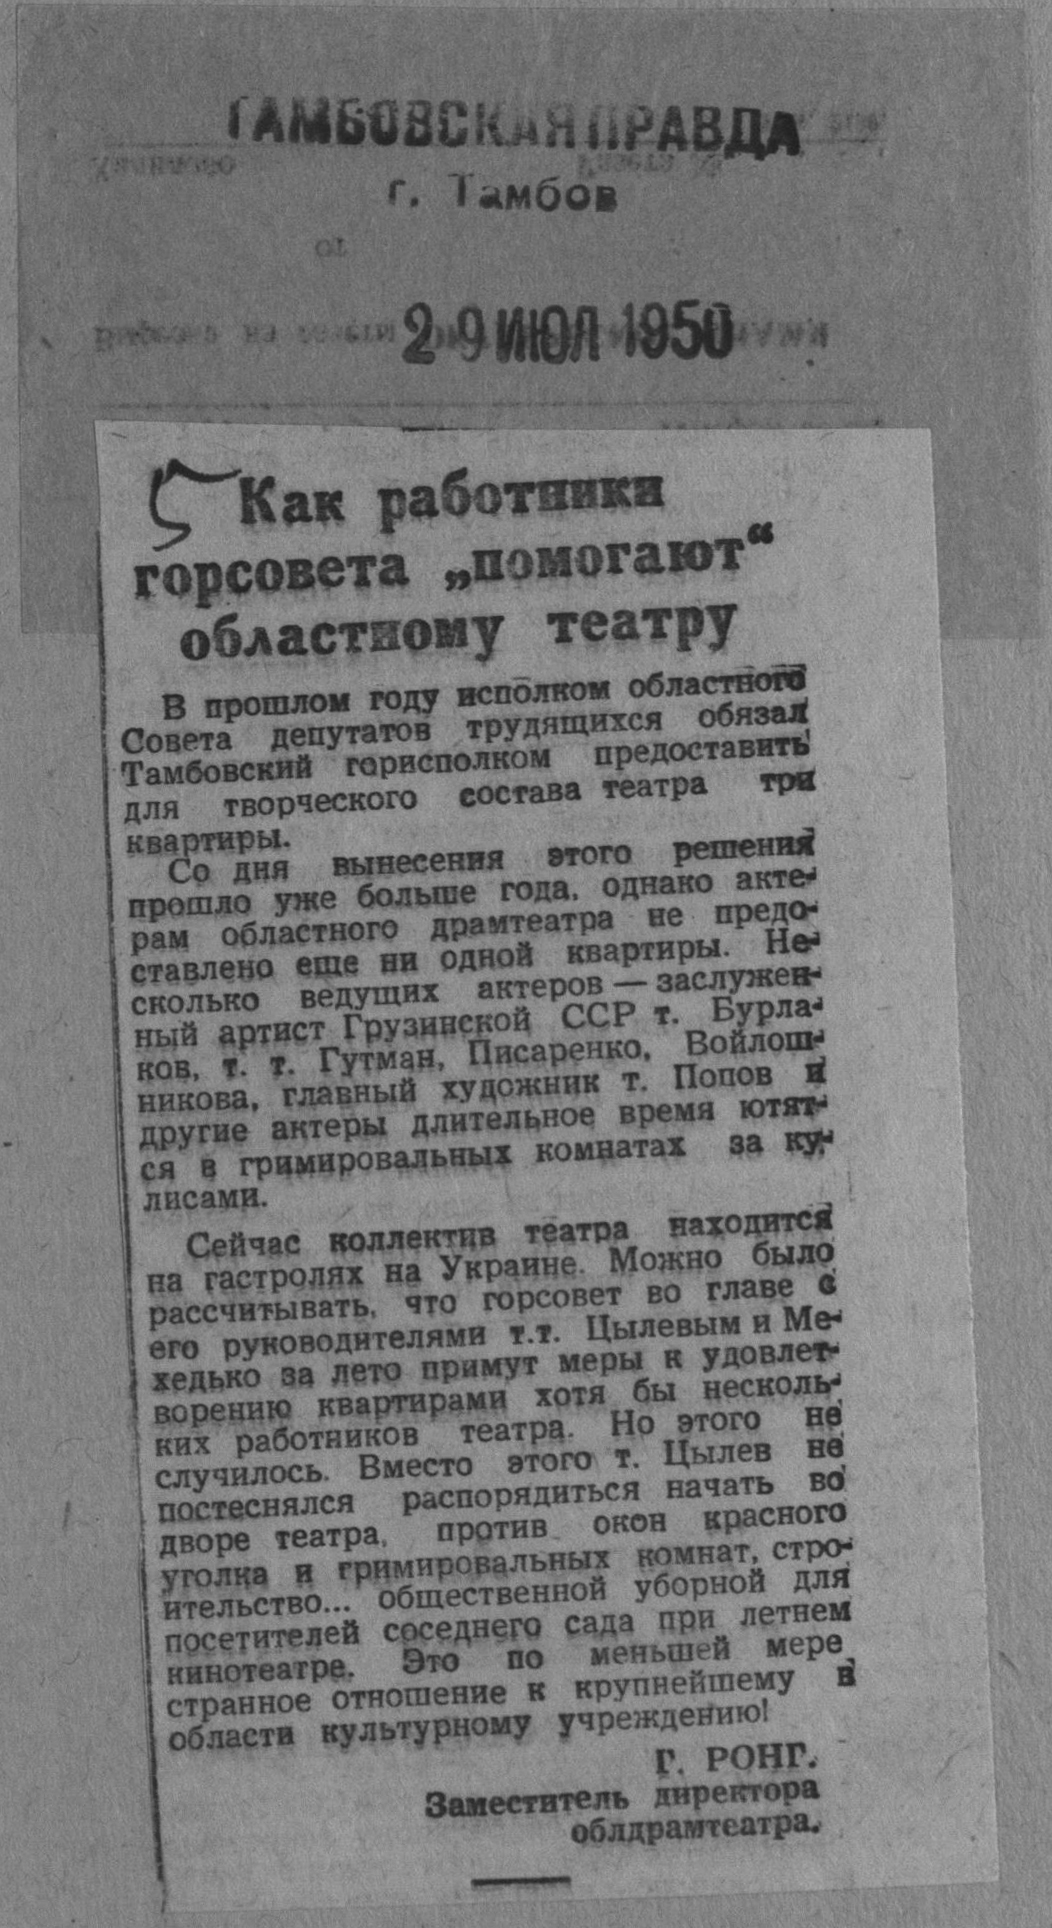 ТАМБОВСКАЯ ПРАВДА
г. Тамбов
29 ИЮЛ 1950
Как работники
горсовета „помогают“
областному театру
В прошлом году исполком областного
Совета депутатов трудящихся обязал
Тамбовский горисполком предоставить
для творческого состава театра три
квартиры.
Со дня вынесения этого решения
прошло уже больше года, однако акте-
рам областного драмтеатра не предо-
ставлено еще ни одной квартиры. Не-
сколько ведущих актеров — заслужен-
ный артист Грузинской ССР т. Бурла-
ков, т. т. Гутман, Писаренко, Войлош-
никова, главный художник т. Попов и
другие актеры длительное время ютят-
ся в гримировальных комнатах за ку-
лисами.
Сейчас коллектив театра находится
на гастролях на Украине. Можно было
рассчитывать, что горсовет во главе с
его руководителями т.т. Цылевым и Ме-
хедько за лето примут меры к удовлет-
ворению квартирами хотя бы несколь-
ких работников театра. Но этого не
случилось. Вместо этого т. Цылев не
постеснялся распорядиться начать во
дворе театра, против окон красного
уголка и гримировальных комнат, стро-
ительство... общественной уборной для
посетителей соседнего сада при летнем
кинотеатре. Это по меньшей мере
странное отношение к крупнейшему в
области культурному учреждению!
Г. РОНГ.
Заместитель директора
облдрамтеатра.